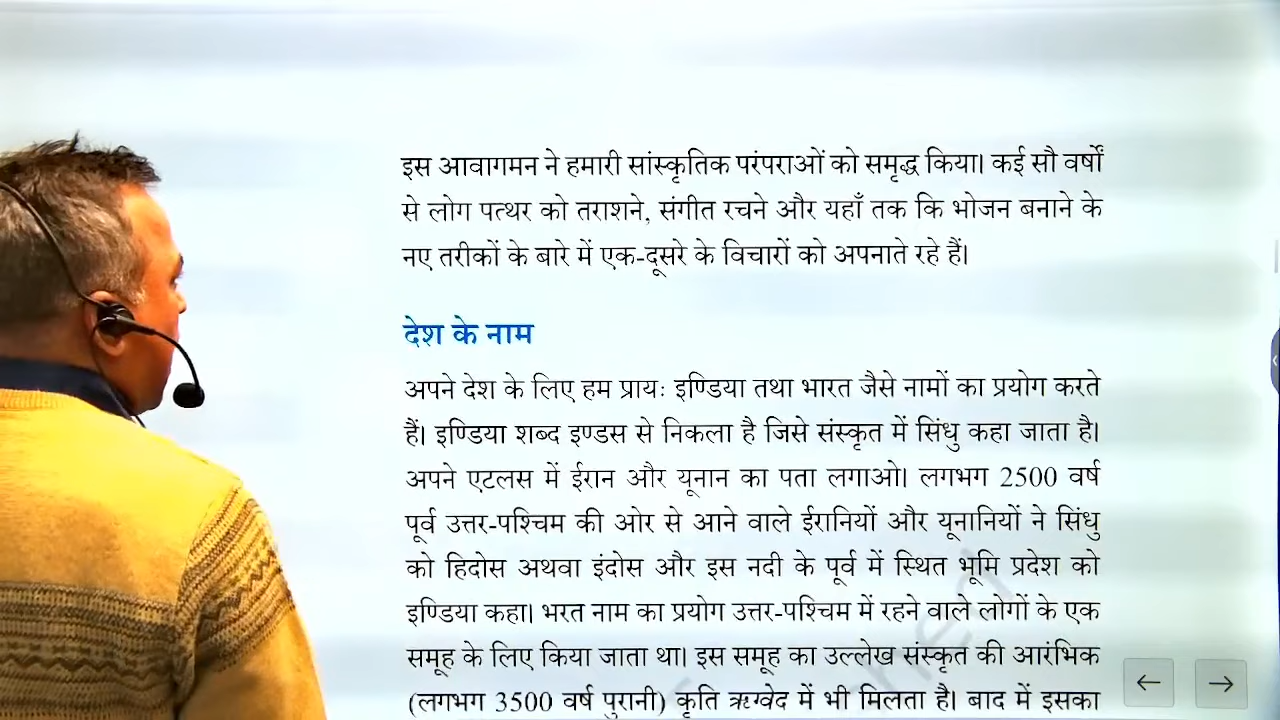 इस आवागमन ने हमारी सांस्कृतिक परंपराओं को समृद्ध किया। कई सौ वर्षों
से लोग पत्थर को तराशने, संगीत रचने और यहाँ तक कि भोजन बनाने के
नए तरीकों के बारे में एक-दूसरे के विचारों को अपनाते रहे हैं।
देश के नाम
अपने देश के लिए हम प्रायः इण्डिया तथा भारत जैसे नामों का प्रयोग करते
हैं। इण्डिया शब्द इण्डस से निकला है जिसे संस्कृत में सिंधु कहा जाता है।
अपने एटलस में ईरान और यूनान का पता लगाओ। लगभग 2500 वर्ष
पूर्व उत्तर-पश्चिम की ओर से आने वाले ईरानियों और यूनानियों ने सिंधु
को हिदोस अथवा इंदोस और इस नदी के पूर्व में स्थित भूमि प्रदेश को
इण्डिया कहा। भरत नाम का प्रयोग उत्तर-पश्चिम में रहने वाले लोगों के एक
समूह के लिए किया जाता था। इस समूह का उल्लेख संस्कृत की आरंभिक
(लगभग 3500 वर्ष पुरानी) कृति ऋग्वेद में भी मिलता है। बाद में इसका